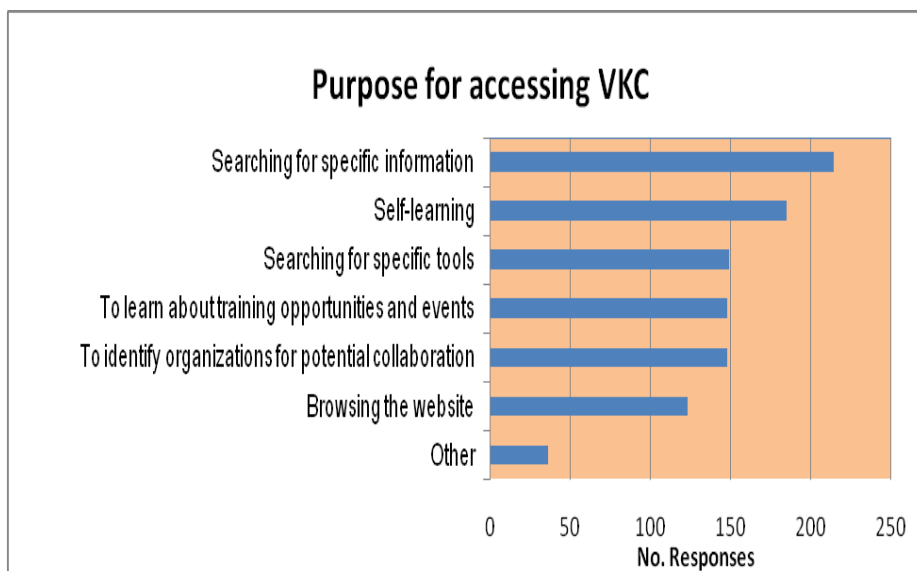 Purpose for accessing VKC
Searching for specific information
Self-learning
Searching for specific tools
To learn about training opportunities and events
To identify organizations for potential collaboration
Browsing the website
Other
0 50 100 150 200 250
No. Responses